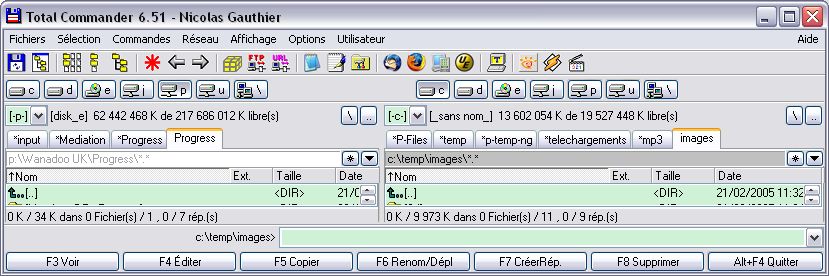 Total Commander 6.51 - Nicolas Gauthier
Fichiers Sélection Commandes Réseau Affichage Options Utilisateur Aide
FTP URL
c d e i p u \ c d e i j p u \
[-p-] [disk_e] 62 442 468 K de 217 686 012 K libre(s) \ ..
[-c-] [_sans nom_] 13 602 054 K de 19 527 448 K libre(s) \ ..
*input *Mediation *Progress Progress
*P-Files *temp *p-temp-ng *telechargements *mp3 images
p:\Wanadoo UK\Progress\*.* *
c:\temp\images\*.* *
↑Nom Ext. Taille Date
↑Nom Ext. Taille Date
[..] <DIR> 21/0
[..] <DIR> 21/02/2005 11:32
0 K / 34 K dans 0 Fichier(s) / 1 , 0 / 7 rép.(s)
0 K / 9 973 K dans 0 Fichier(s) / 11 , 0 / 9 rép.(s)
c:\temp\images>
F3 Voir F4 Éditer F5 Copier F6 Renom/Dépl F7 CréerRép. F8 Supprimer Alt+F4 Quitter